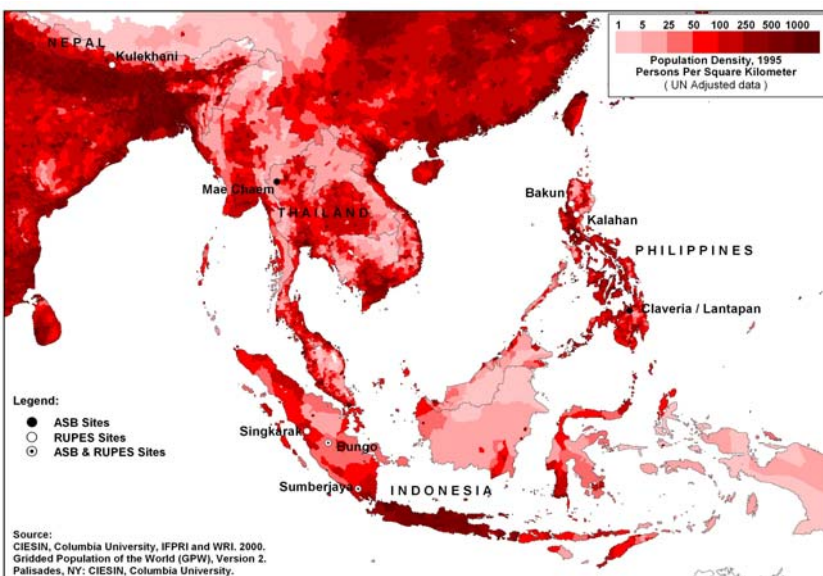 NEPAL
Kulekhani
1 5 25 50 100 250 500 1000
Population Density, 1995
Persons Per Square Kilometer
( UN Adjusted data )
Mae Chaem
THAILAND
Bakun
Kalahan
PHILIPPINES
Claveria / Lantapan
Legend:
ASB Sites
RUPES Sites
ASB & RUPES Sites
Singkarak
Bungo
Sumberjaya
INDONESIA
Source:
CIESIN, Columbia University, IFPRI and WRI. 2000.
Gridded Population of the World (GPW), Version 2.
Palisades, NY: CIESIN, Columbia University.